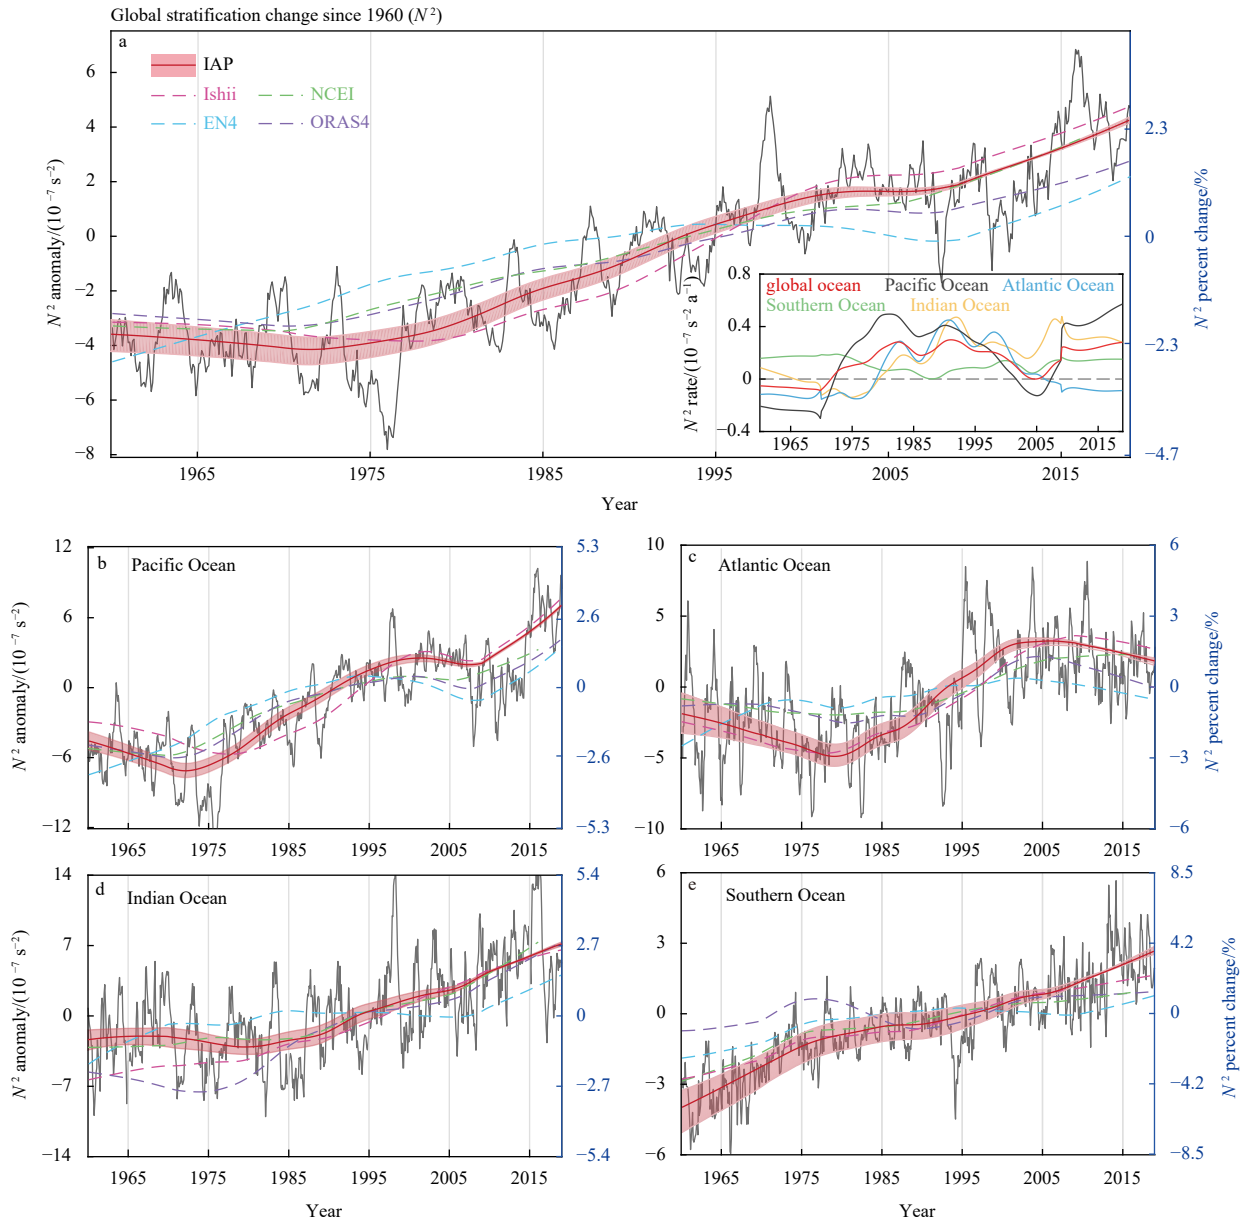 Global stratification change since 1960 (N²)
a
IAP
Ishii
NCEI
EN4
ORAS4
6
4
2
0
−2
−4
−6
−8
N² anomaly/(10⁻⁷ s⁻²)
2.3
0
−2.3
−4.7
N² percent change/%
global ocean Pacific Ocean Atlantic Ocean
Southern Ocean Indian Ocean
0.8
0.4
0
−0.4
N² rate/(10⁻⁷ s⁻² a⁻¹)
1965 1975 1985 1995 2005 2015
1965 1975 1985 1995 2005 2015
Year
b Pacific Ocean
12
6
0
−6
−12
N² anomaly/(10⁻⁷ s⁻²)
5.3
2.6
0
−2.6
−5.3
1965 1975 1985 1995 2005 2015
c Atlantic Ocean
10
5
0
−5
−10
6
3
0
−3
−6
N² percent change/%
1965 1975 1985 1995 2005 2015
d Indian Ocean
14
7
0
−7
−14
N² anomaly/(10⁻⁷ s⁻²)
5.4
2.7
0
−2.7
−5.4
1965 1975 1985 1995 2005 2015
Year
e Southern Ocean
6
3
0
−3
−6
8.5
4.2
0
−4.2
−8.5
N² percent change/%
1965 1975 1985 1995 2005 2015
Year